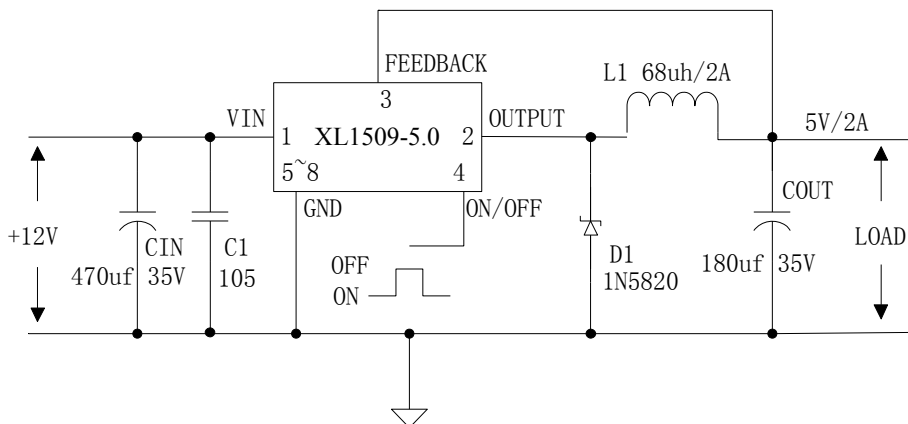 FEEDBACK
L1 68uh/2A
3
VIN
1 XL1509-5.0 2
OUTPUT
5V/2A
5~8
4
GND
ON/OFF
COUT
+12V
CIN
C1
470uf 35V
105
OFF
ON
D1
1N5820
180uf 35V
LOAD